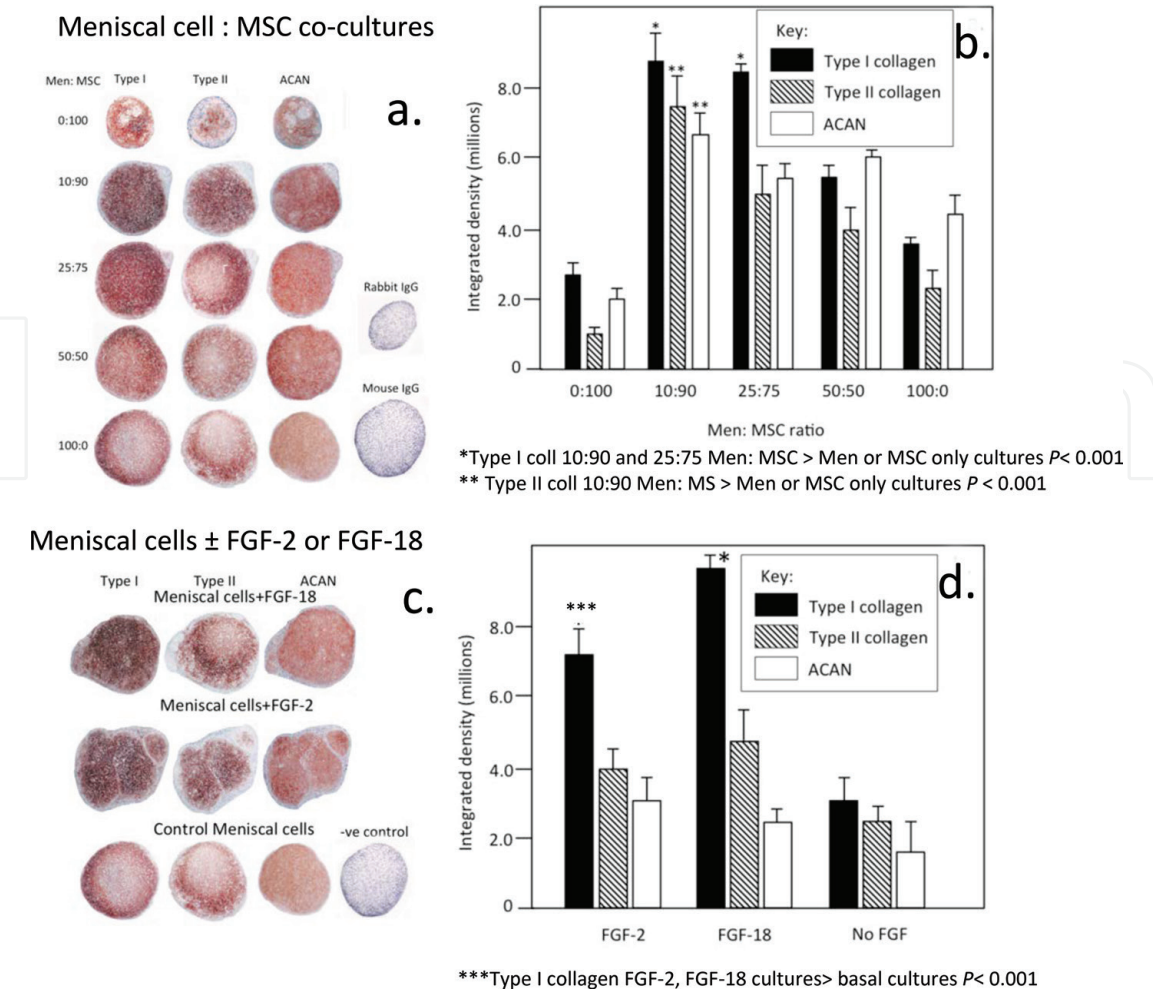 Meniscal cell : MSC co-cultures
Men: MSC Type I Type II ACAN
a.
0:100
10:90
25:75
Rabbit IgG
50:50
Mouse IgG
100:0
b.
Key:
Type I collagen
Type II collagen
ACAN
Integrated density (millions)
* ** ** *
8.0
6.0
4.0
2.0
0
0:100 10:90 25:75 50:50 100:0
Men: MSC ratio
*Type I coll 10:90 and 25:75 Men: MSC > Men or MSC only cultures P< 0.001
** Type II coll 10:90 Men: MS > Men or MSC only cultures P < 0.001
Meniscal cells ± FGF-2 or FGF-18
Type I Type II ACAN
c.
Meniscal cells+FGF-18
Meniscal cells+FGF-2
Control Meniscal cells -ve control
d.
Key:
Type I collagen
Type II collagen
ACAN
Integrated density (millions)
*** *
8.0
6.0
4.0
2.0
0
FGF-2 FGF-18 No FGF
***Type I collagen FGF-2, FGF-18 cultures> basal cultures P< 0.001